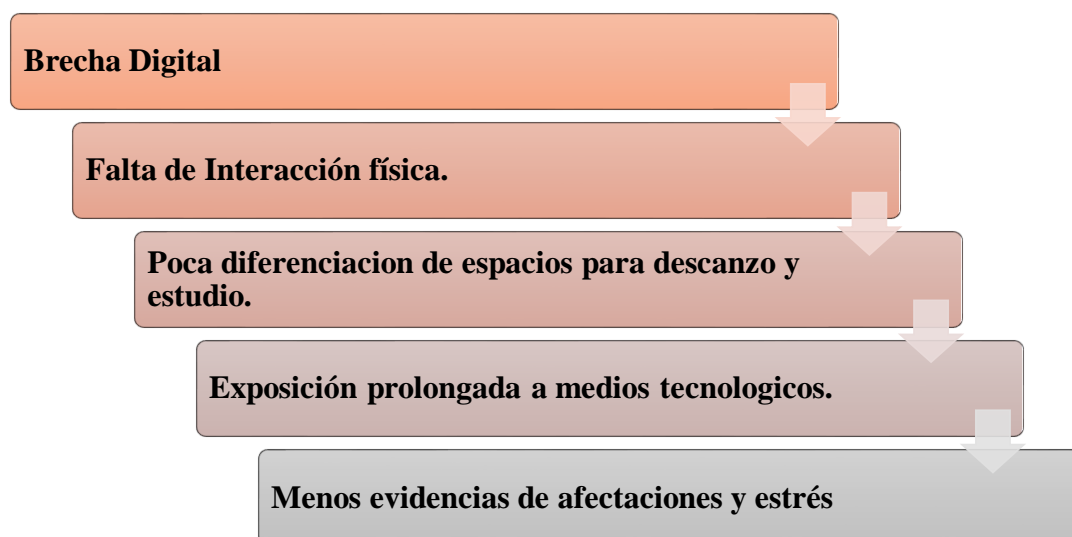 Brecha Digital
Falta de Interacción física.
Poca diferenciacion de espacios para descanzo y
estudio.
Exposición prolongada a medios tecnologicos.
Menos evidencias de afectaciones y estrés